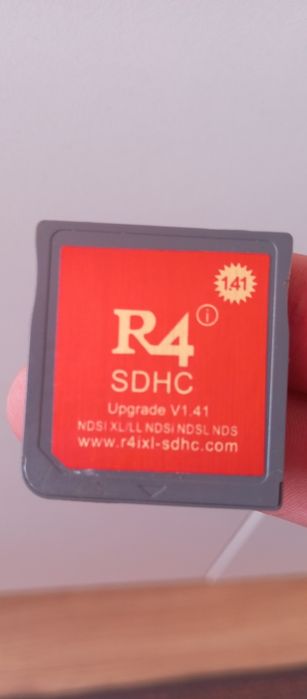 1.41
R4 i
SDHC
Upgrade V1.41
NDSI XL/LL NDSi NDSL NDS
www.r4ixl-sdhc.com